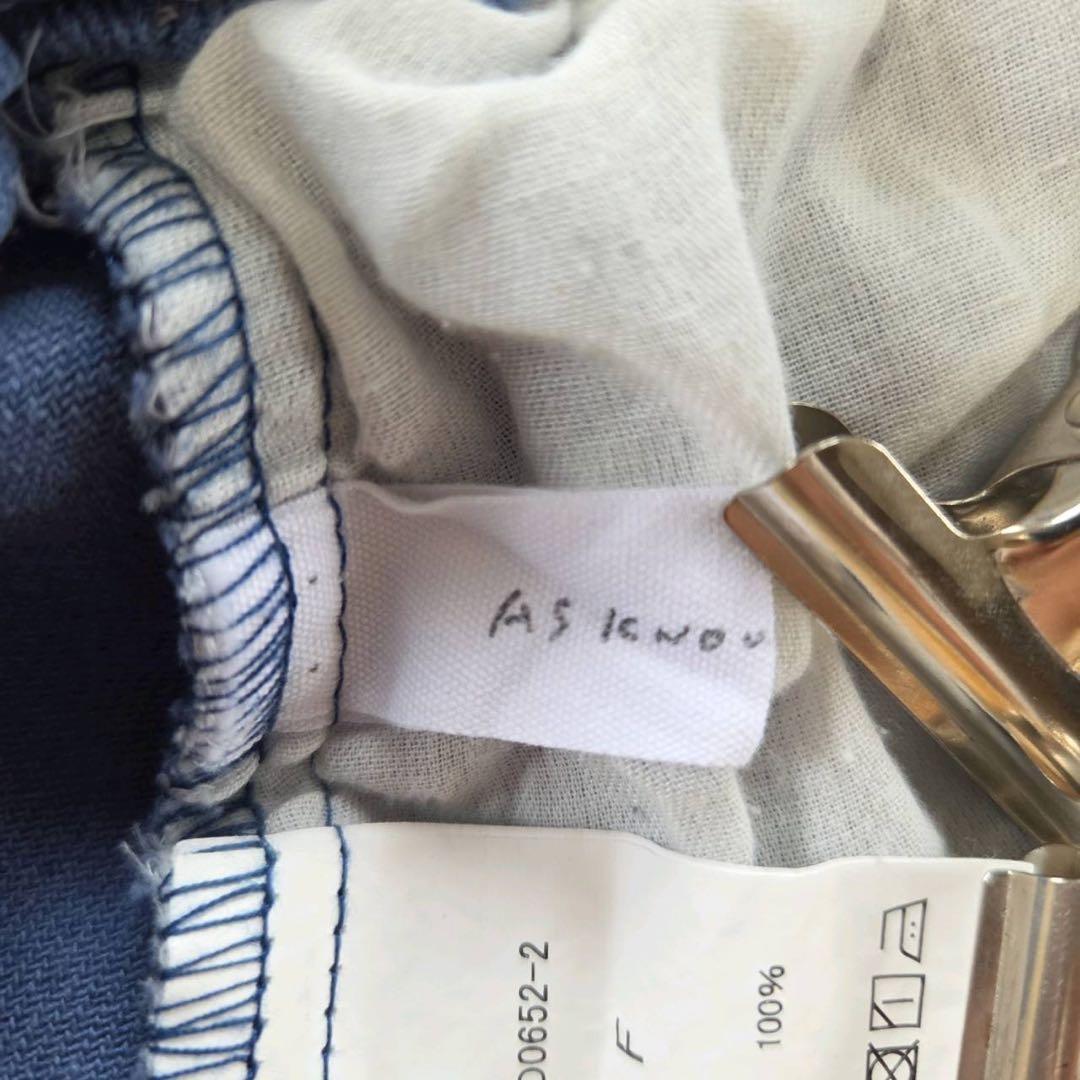 AS KNOW
00652-2
F
100%